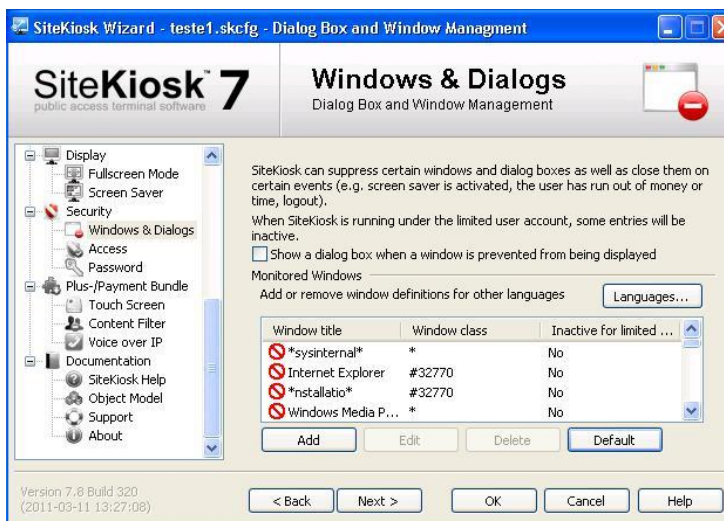 SiteKiosk Wizard - teste1.skcfg - Dialog Box and Window Managment
SiteKiosk™ 7
public access terminal software
Windows & Dialogs
Dialog Box and Window Management
Display
Fullscreen Mode
Screen Saver
Security
Windows & Dialogs
Access
Password
Plus-/Payment Bundle
Touch Screen
Content Filter
Voice over IP
Documentation
SiteKiosk Help
Object Model
Support
About
SiteKiosk can suppress certain windows and dialog boxes as well as close them on
certain events (e.g. screen saver is activated, the user has run out of money or
time, logout).
When SiteKiosk is running under the limited user account, some entries will be
inactive.
Show a dialog box when a window is prevented from being displayed
Monitored Windows
Add or remove window definitions for other languages Languages...
Window title Window class Inactive for limited ...
*sysinternal* * No
Internet Explorer #32770 No
*nstallatio* #32770 No
Windows Media P... * No
Add Edit Delete Default
Version 7.8 Build 320
(2011-03-11 13:27:08)
< Back Next > OK Cancel Help